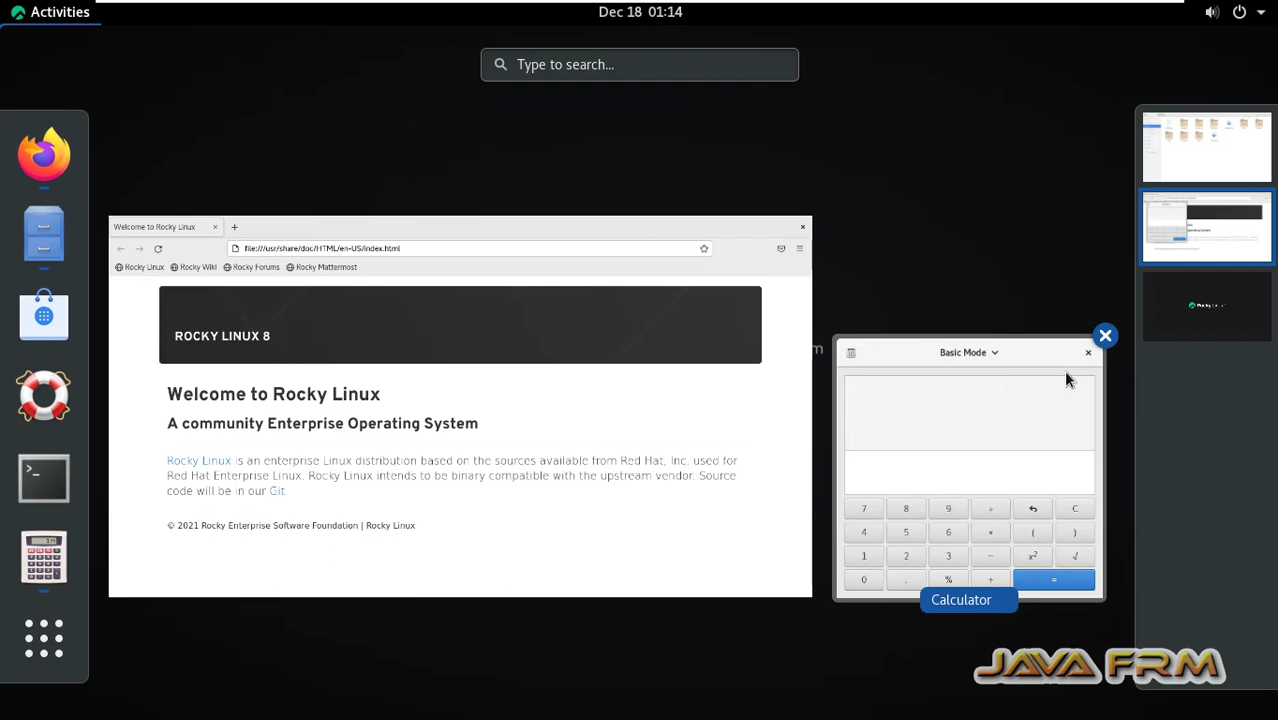 Activities
Dec 18 01:14
Type to search...
Welcome to Rocky Linux
file:///usr/share/doc/HTML/en-US/index.html
Rocky Linux Rocky Wiki Rocky Forums Rocky Mattermost
ROCKY LINUX 8
Welcome to Rocky Linux
A community Enterprise Operating System
Rocky Linux is an enterprise Linux distribution based on the sources available from Red Hat, Inc. used for
Red Hat Enterprise Linux. Rocky Linux intends to be binary compatible with the upstream vendor. Source
code will be in our Git.
© 2021 Rocky Enterprise Software Foundation | Rocky Linux
m
Basic Mode
7 8 9 ÷ C
4 5 6 * ( )
1 2 3 − x² √
0 . % + =
Calculator
Rocky Linux
JAVA FRM